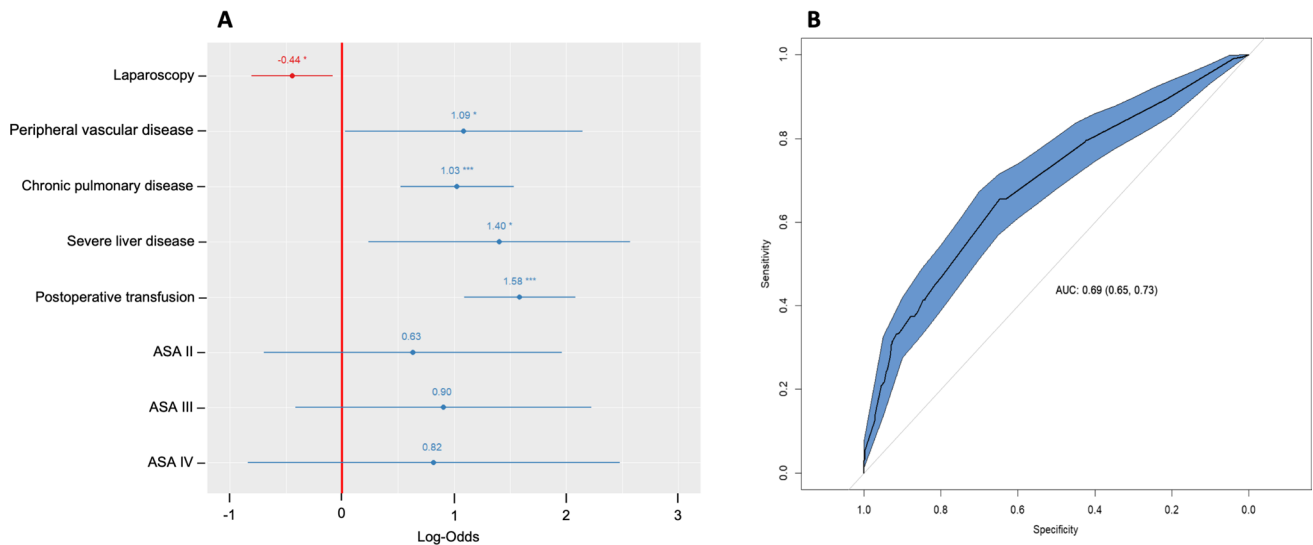 A
Laparoscopy
-0.44 *
Peripheral vascular disease
1.09 *
Chronic pulmonary disease
1.03 ***
Severe liver disease
1.40 *
Postoperative transfusion
1.58 ***
ASA II
0.63
ASA III
0.90
ASA IV
0.82
-1 0 1 2 3
Log-Odds
B
1.0
0.8
0.6
0.4
0.2
0.0
Sensitivity
AUC: 0.69 (0.65, 0.73)
1.0 0.8 0.6 0.4 0.2 0.0
Specificity